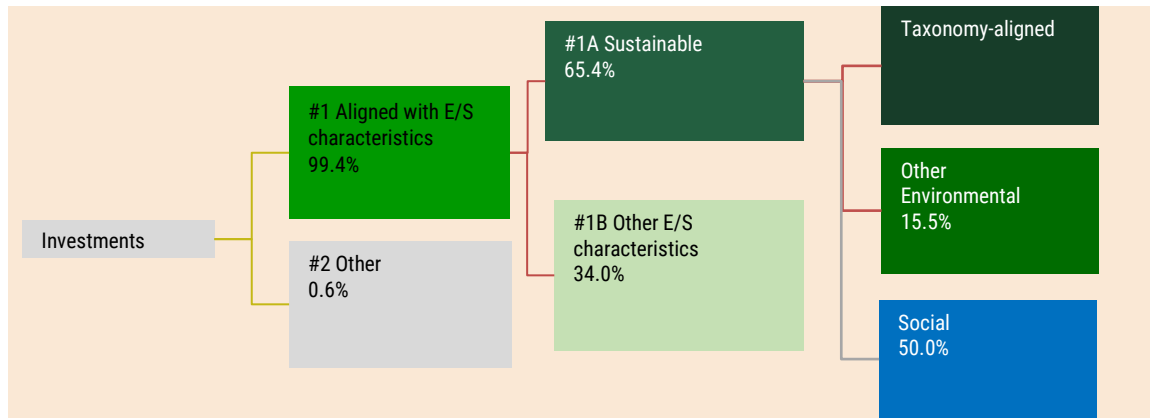 Investments
#1 Aligned with E/S
characteristics
99.4%
#2 Other
0.6%
#1A Sustainable
65.4%
#1B Other E/S
characteristics
34.0%
Taxonomy-aligned
Other
Environmental
15.5%
Social
50.0%